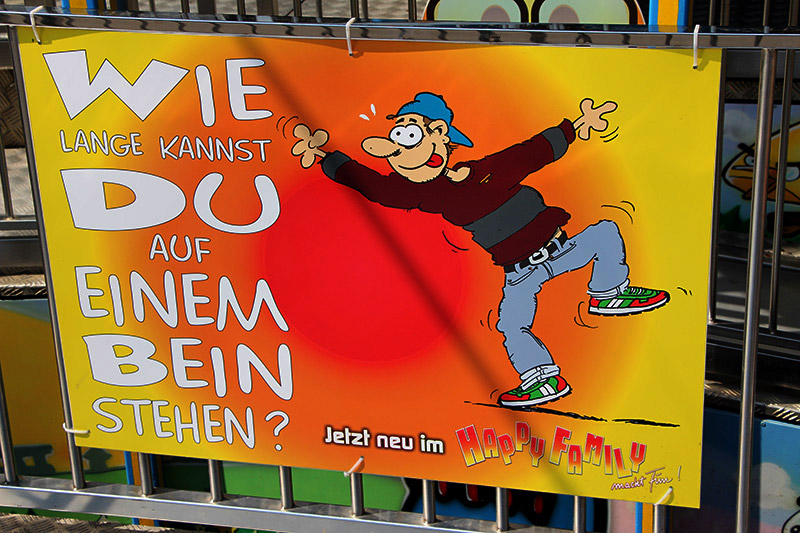 WIE
LANGE KANNST
DU
AUF
EINEM
BEIN
STEHEN?
Jetzt neu im HAPPY FAMILY
macht Fun!